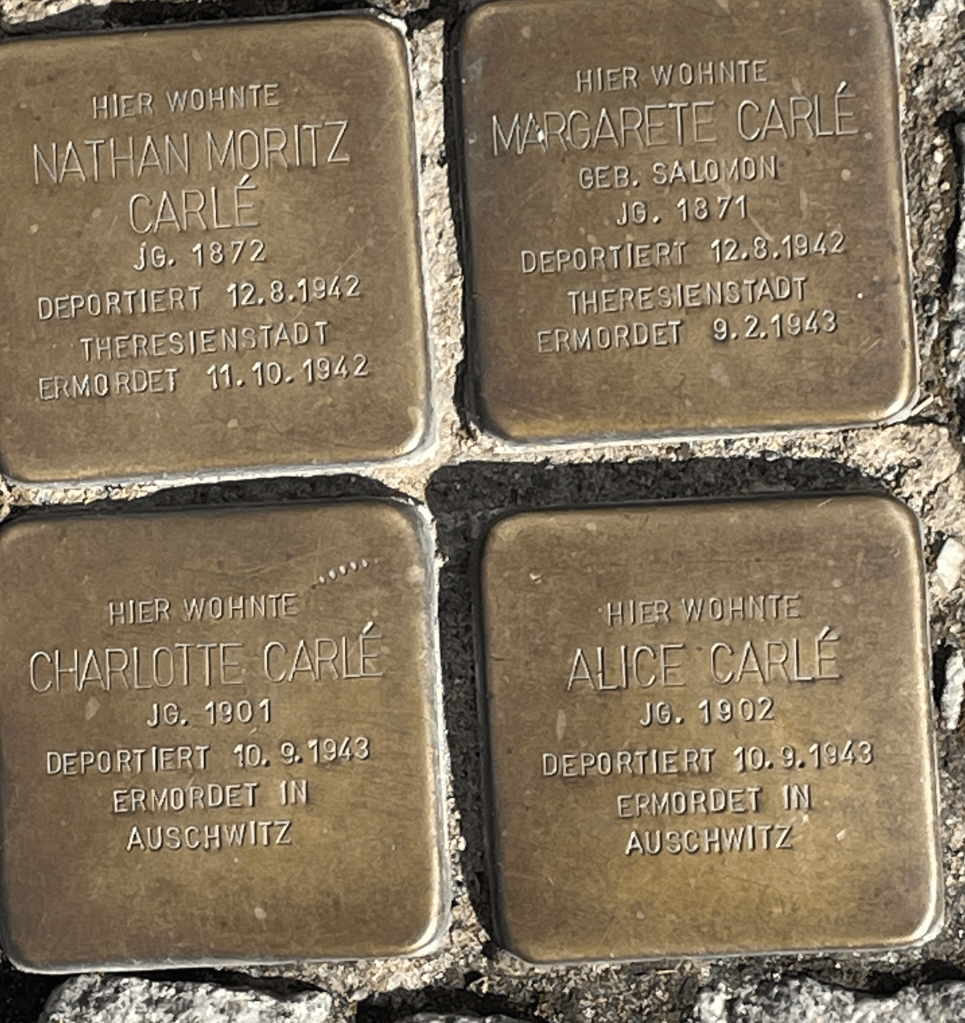 HIER WOHNTE
NATHAN MORITZ
CARLÉ
JG. 1872
DEPORTIERT 12.8.1942
THERESIENSTADT
ERMORDET 11.10.1942
HIER WOHNTE
MARGARETE CARLÉ
GEB. SALOMON
JG. 1871
DEPORTIERT 12.8.1942
THERESIENSTADT
ERMORDET 9.2.1943
HIER WOHNTE
CHARLOTTE CARLÉ
JG. 1901
DEPORTIERT 10.9.1943
ERMORDET IN
AUSCHWITZ
HIER WOHNTE
ALICE CARLÉ
JG. 1902
DEPORTIERT 10.9.1943
ERMORDET IN
AUSCHWITZ